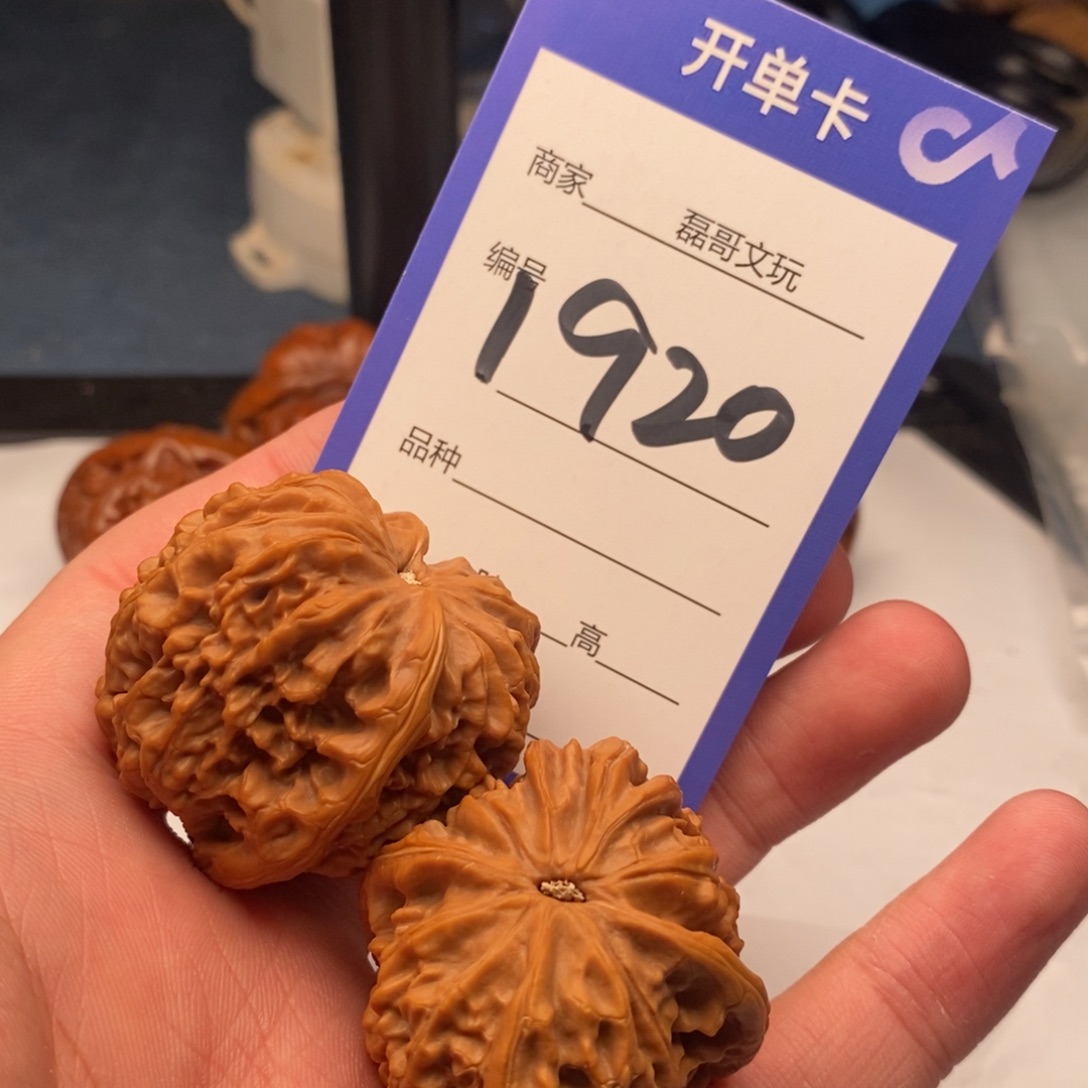 开单卡
商家 磊哥文玩
编号 1920
品种
高